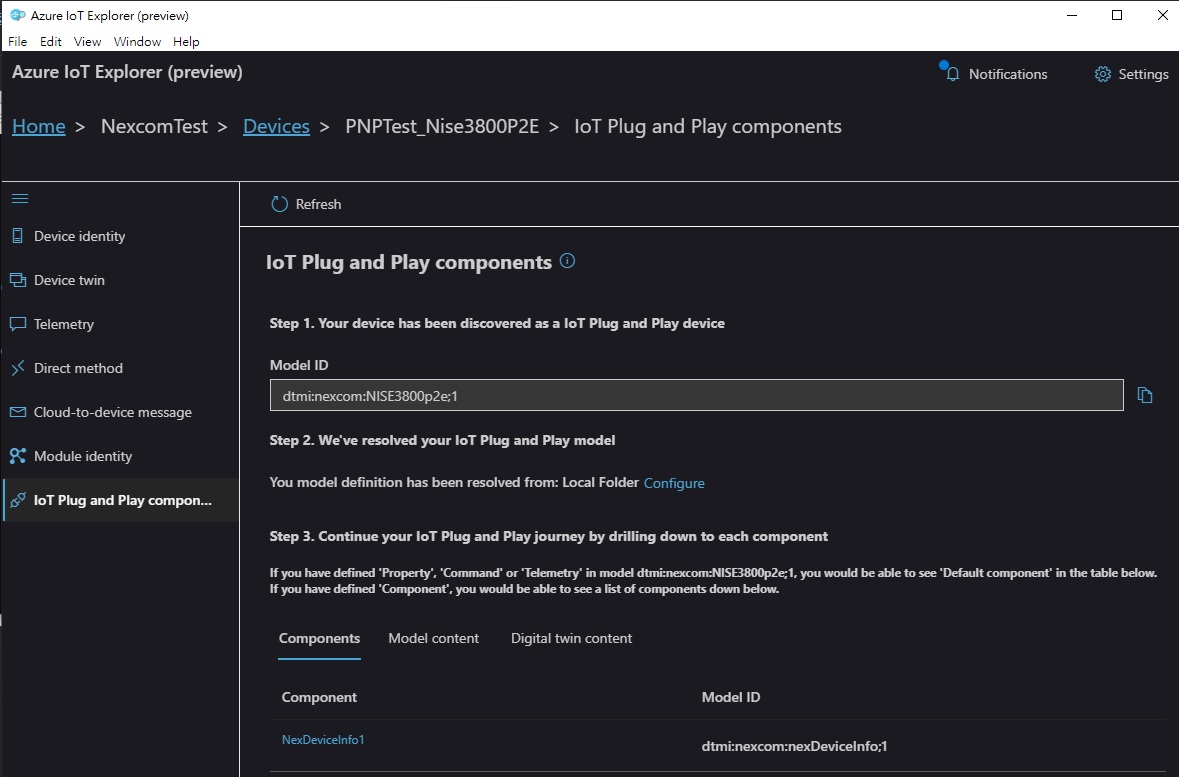 Azure IoT Explorer (preview)
File Edit View Window Help
Azure IoT Explorer (preview)
Notifications
Settings
Home > NexcomTest > Devices > PNPTest_Nise3800P2E > IoT Plug and Play components
Refresh
Device identity
Device twin
Telemetry
Direct method
Cloud-to-device message
Module identity
IoT Plug and Play compon...
IoT Plug and Play components
Step 1. Your device has been discovered as a IoT Plug and Play device
Model ID
dtmi:nexcom:NISE3800p2e;1
Step 2. We've resolved your IoT Plug and Play model
You model definition has been resolved from: Local Folder Configure
Step 3. Continue your IoT Plug and Play journey by drilling down to each component
If you have defined 'Property', 'Command' or 'Telemetry' in model dtmi:nexcom:NISE3800p2e;1, you would be able to see 'Default component' in the table below.
If you have defined 'Component', you would be able to see a list of components down below.
Components Model content Digital twin content
Component Model ID
NexDeviceInfo1 dtmi:nexcom:nexDeviceInfo;1